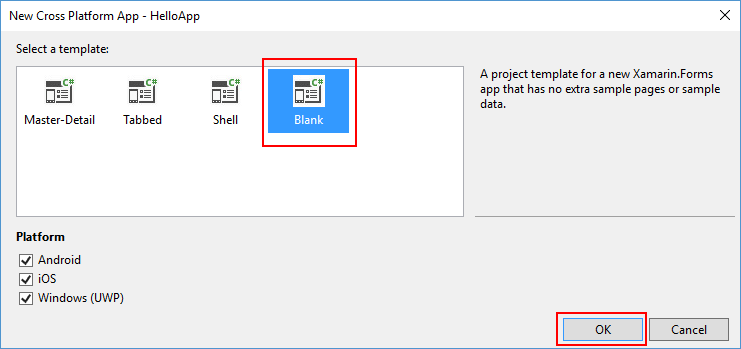 New Cross Platform App - HelloApp
Select a template:
C# C# C# C#
Master-Detail Tabbed Shell Blank
A project template for a new Xamarin.Forms
app that has no extra sample pages or sample
data.
Platform
Android
iOS
Windows (UWP)
OK Cancel